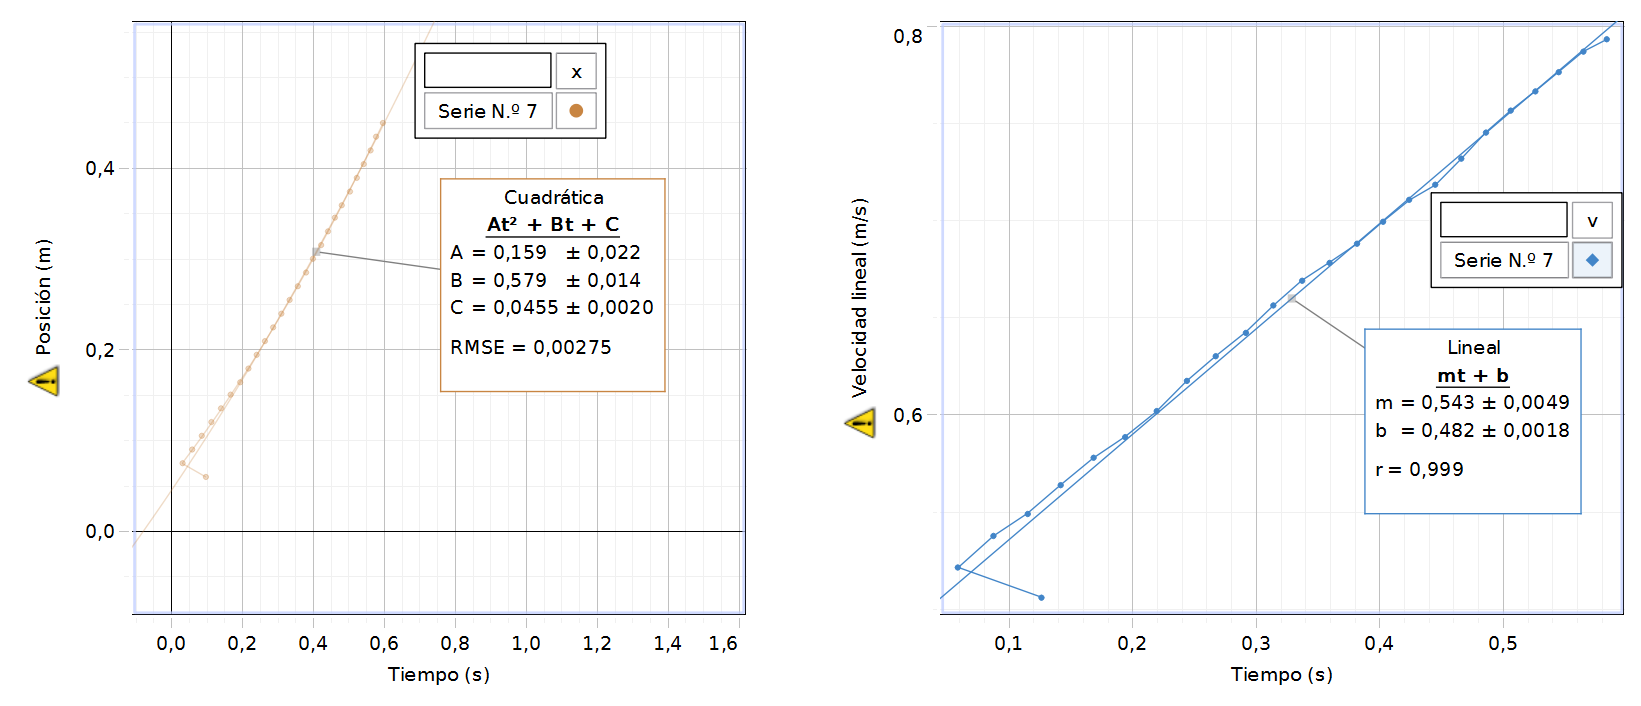 x
Serie N.º 7
Cuadrática
At² + Bt + C
A = 0,159 ± 0,022
B = 0,579 ± 0,014
C = 0,0455 ± 0,0020
RMSE = 0,00275
Posición (m)
0,4
0,2
0,0
0,0 0,2 0,4 0,6 0,8 1,0 1,2 1,4 1,6
Tiempo (s)
v
Serie N.º 7
Lineal
mt + b
m = 0,543 ± 0,0049
b = 0,482 ± 0,0018
r = 0,999
Velocidad lineal (m/s)
0,8
0,6
0,1 0,2 0,3 0,4 0,5
Tiempo (s)